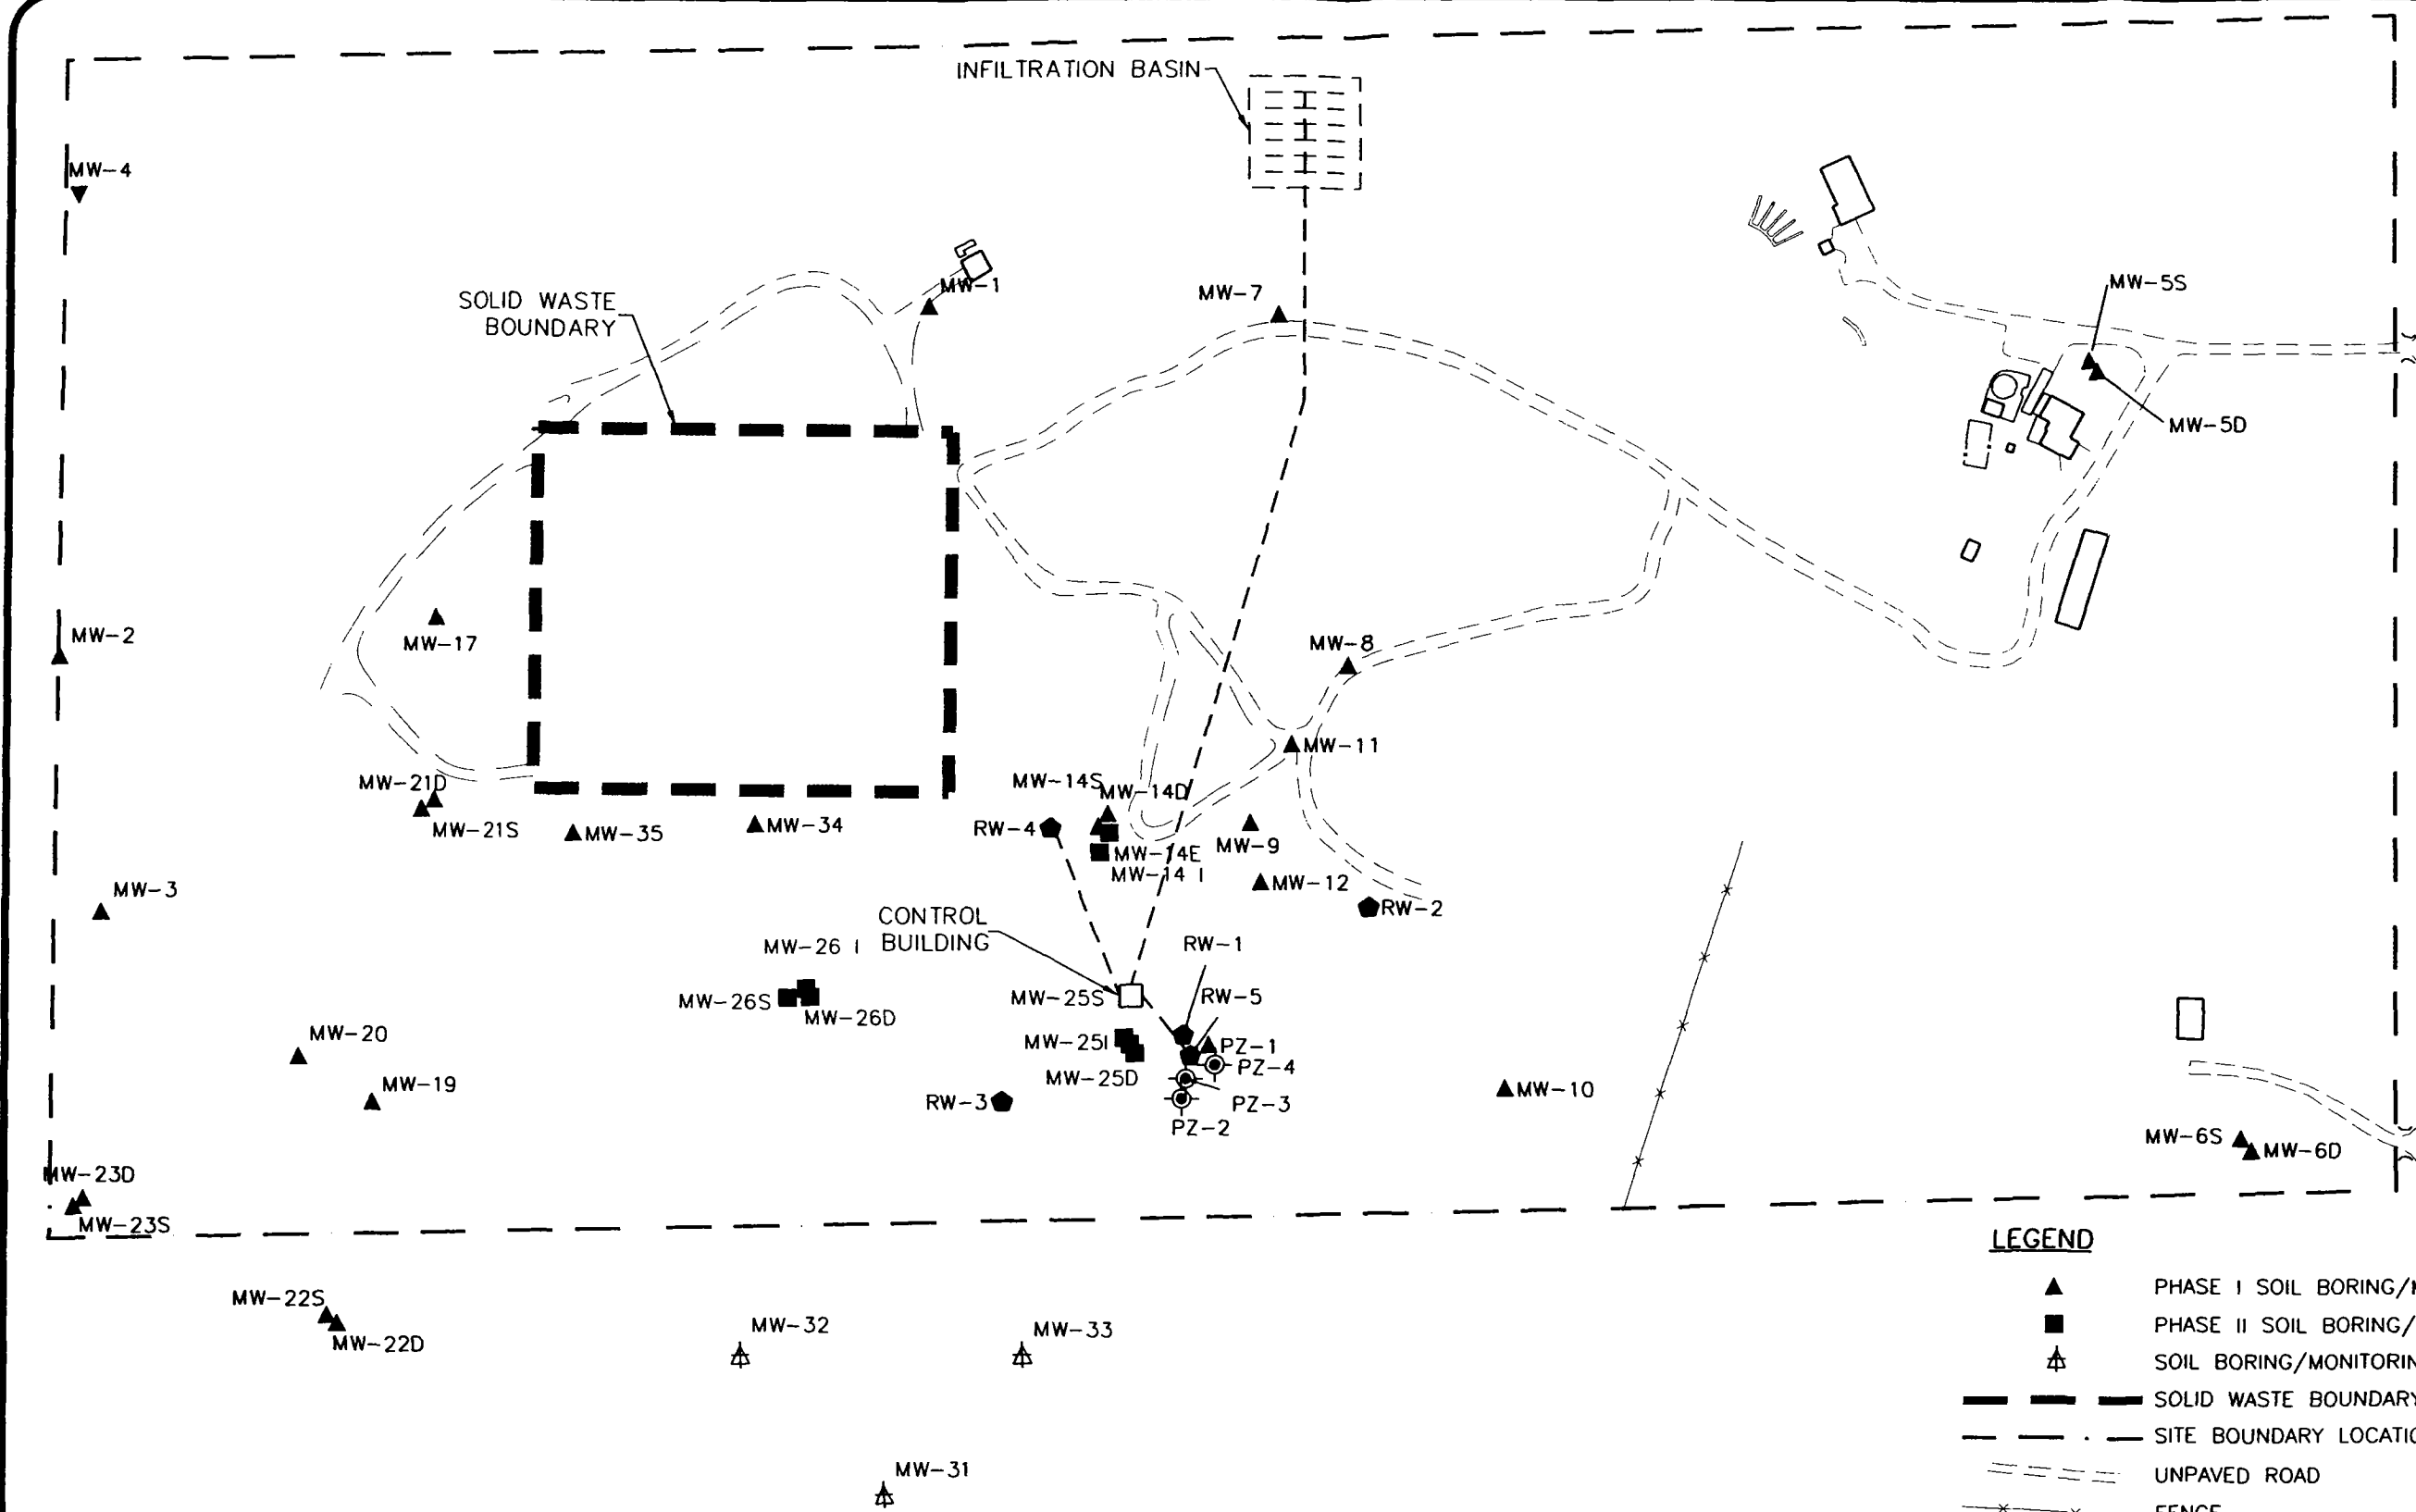 INFILTRATION BASIN
MW-4
MW-1
MW-7
MW-5S
SOLID WASTE
BOUNDARY
MW-5D
MW-2
MW-17
MW-8
MW-11
MW-21D
MW-21S
MW-35
MW-34
MW-14S
MW-14D
RW-4
MW-14E
MW-14 I
MW-9
MW-12
RW-2
MW-3
CONTROL
BUILDING
MW-26 I
MW-26S
MW-26D
RW-1
MW-25S
RW-5
MW-25I
MW-25D
PZ-1
PZ-4
PZ-3
PZ-2
RW-3
MW-20
MW-19
MW-10
MW-6S
MW-6D
MW-23D
MW-23S
MW-22S
MW-22D
MW-32
MW-33
MW-31
LEGEND
PHASE I SOIL BORING/
PHASE II SOIL BORING/
SOIL BORING/MONITORIN
SOLID WASTE BOUNDARY
SITE BOUNDARY LOCATIO
UNPAVED ROAD
FENCE